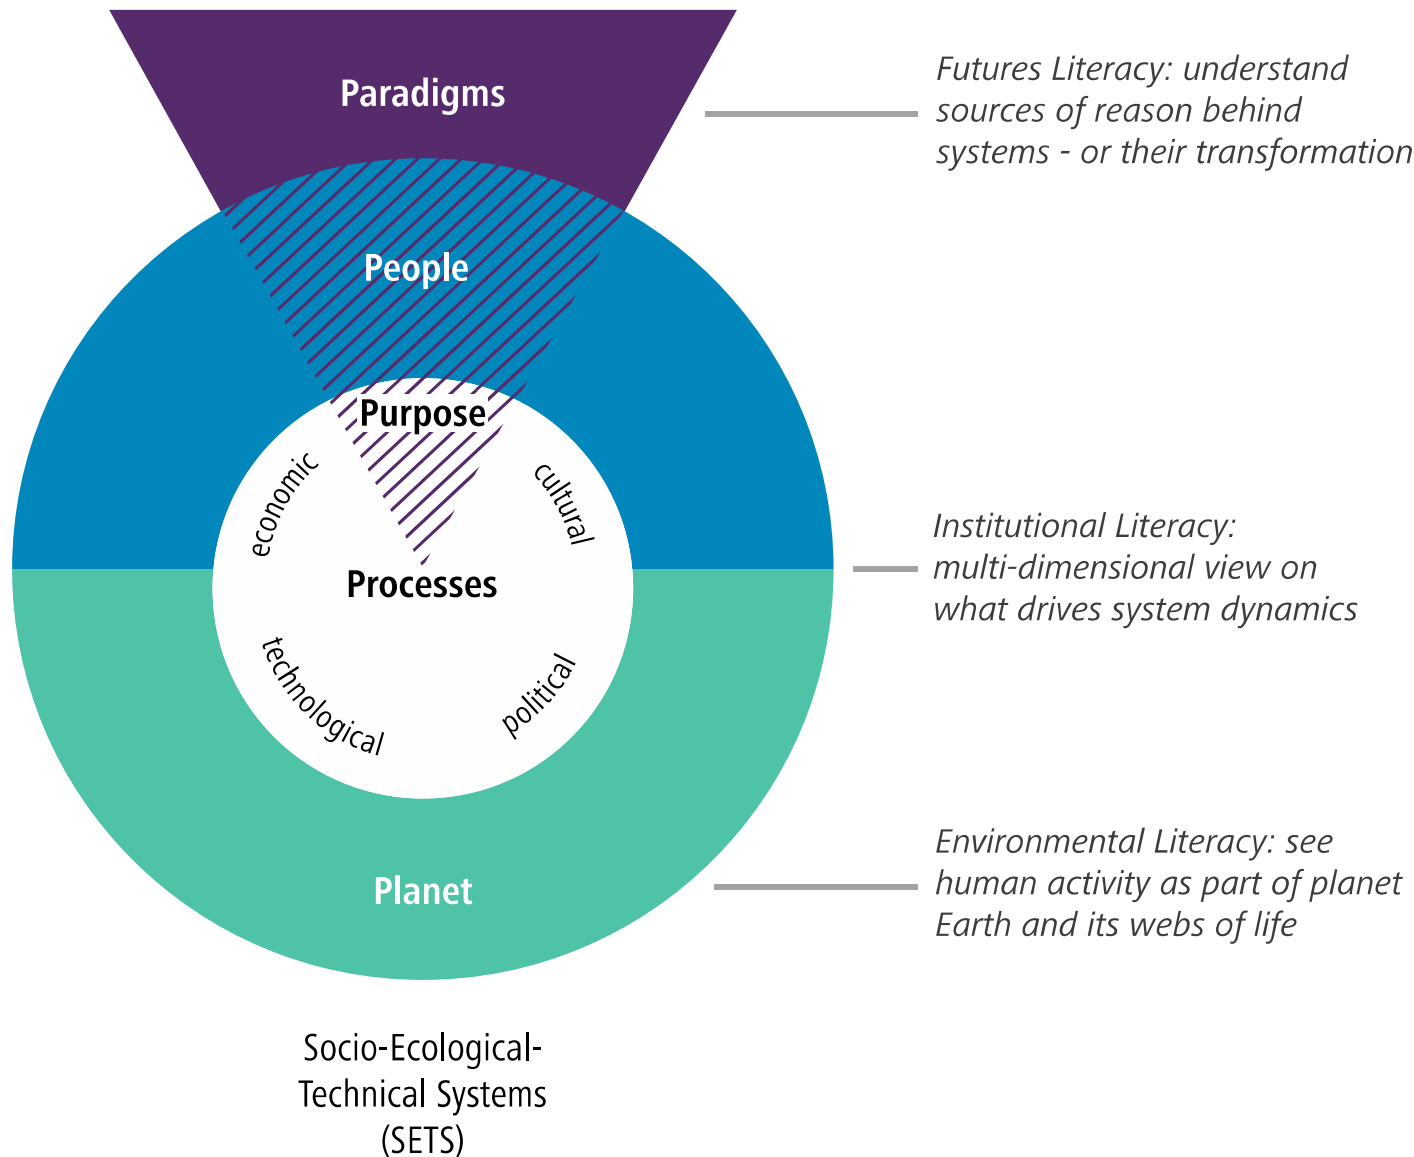 Paradigms
Futures Literacy: understand
sources of reason behind
systems - or their transformation
People
Purpose
economic
cultural
Processes
technological
political
Institutional Literacy:
multi-dimensional view on
what drives system dynamics
Planet
Environmental Literacy: see
human activity as part of planet
Earth and its webs of life
Socio-Ecological-
Technical Systems
(SETS)